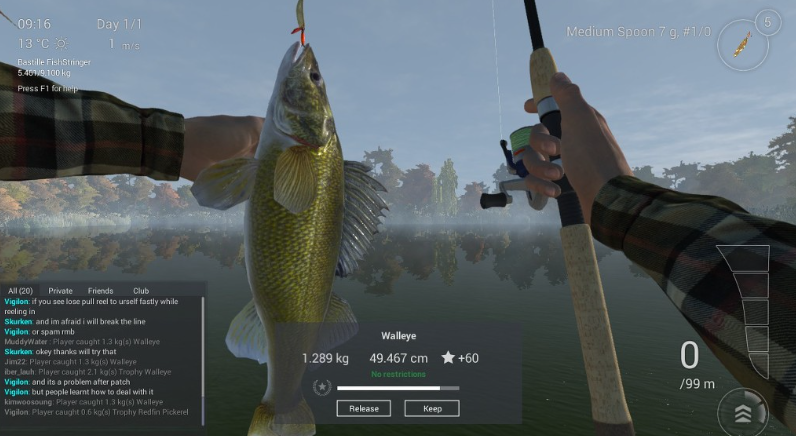 09:16 Day 1/1
13 °C 1 m/s
Bastille FishStringer
5.467/9.100 kg
Press F1 for help
Medium Spoon 7 g, #1/0
5
All (20) Private Friends Club
Vigilon: if you see lose pull reel to urself fastly while
reeling in
Skurken: and im afraid i will break the line
Vigilon: or spam rmb
MuddyWater: Player caught 1.3 kg(s) Walleye
Skurken: okey thanks will try that
Jim22: Player caught 1.3 kg(s) Walleye
iber_leuh: Player caught 2.1 kg(s) Trophy Walleye
Vigilon: and its a problem after patch
Vigilon: but people learnt how to deal with it
kimwoosoung: Player caught 1.3 kg(s) Walleye
Vigilon: Player caught 0.6 kg(s) Trophy Redfin Pickerel
Walleye
1.289 kg 49.467 cm +60
No restrictions
Release Keep
0
/99 m